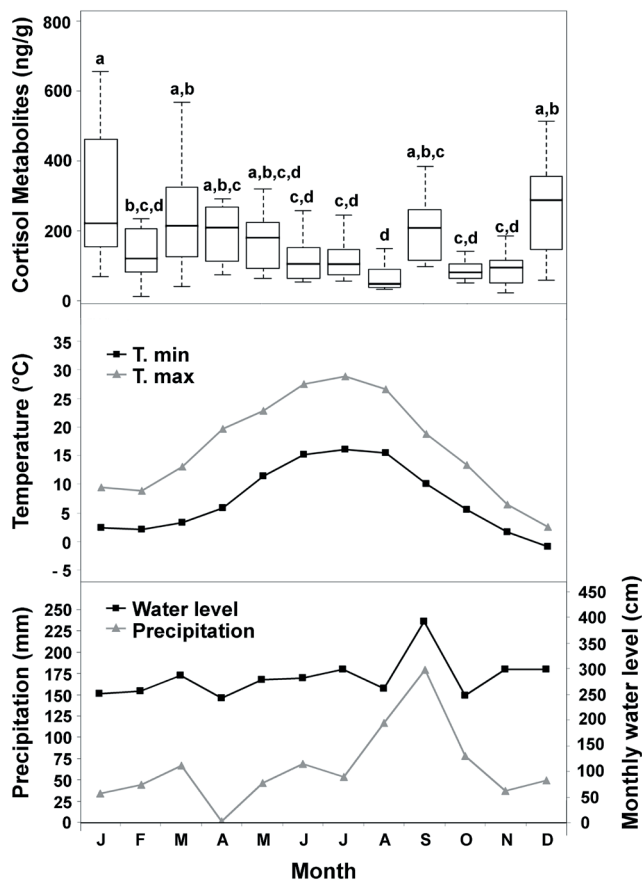 Cortisol Metabolites (ng/g)
800
600
400
200
0
a
b,c,d
a,b
a,b,c
a,b,c,d
c,d
c,d
d
a,b,c
c,d
c,d
a,b
Temperature (°C)
35
30
25
20
15
10
5
0
- 5
T. min
T. max
Precipitation (mm)
250
225
200
175
150
125
100
75
50
25
0
Water level
Precipitation
450
400
350
300
250
200
150
100
50
0
Monthly water level (cm)
J F M A M J J A S O N D
Month